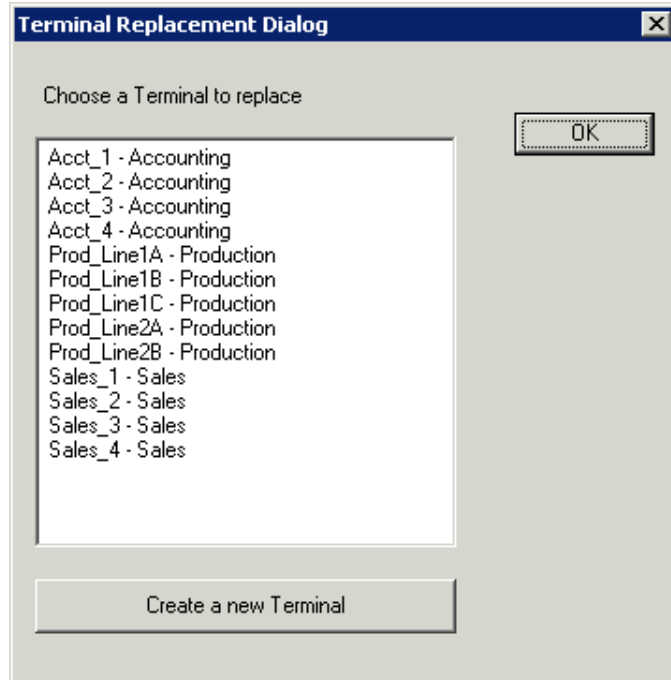 Terminal Replacement Dialog
Choose a Terminal to replace
OK
Acct_1 - Accounting
Acct_2 - Accounting
Acct_3 - Accounting
Acct_4 - Accounting
Prod_Line1A - Production
Prod_Line1B - Production
Prod_Line1C - Production
Prod_Line2A - Production
Prod_Line2B - Production
Sales_1 - Sales
Sales_2 - Sales
Sales_3 - Sales
Sales_4 - Sales
Create a new Terminal